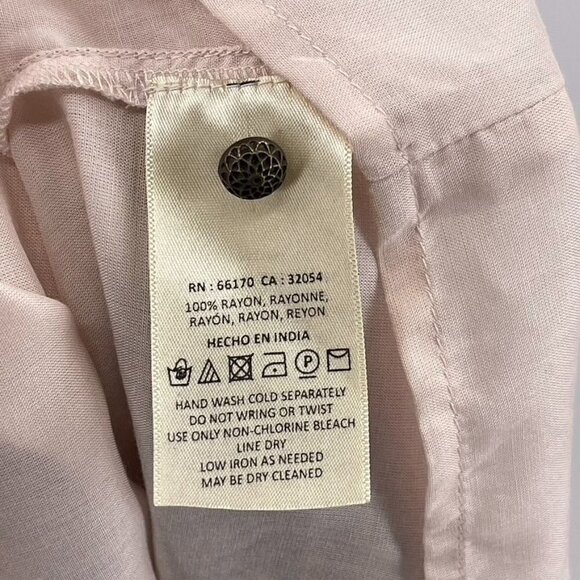 RN : 66170 CA : 32054
100% RAYON, RAYONNE,
RAYÓN, RAYON, REYON
HECHO EN INDIA
P
HAND WASH COLD SEPARATELY
DO NOT WRING OR TWIST
USE ONLY NON-CHLORINE BLEACH
LINE DRY
LOW IRON AS NEEDED
MAY BE DRY CLEANED